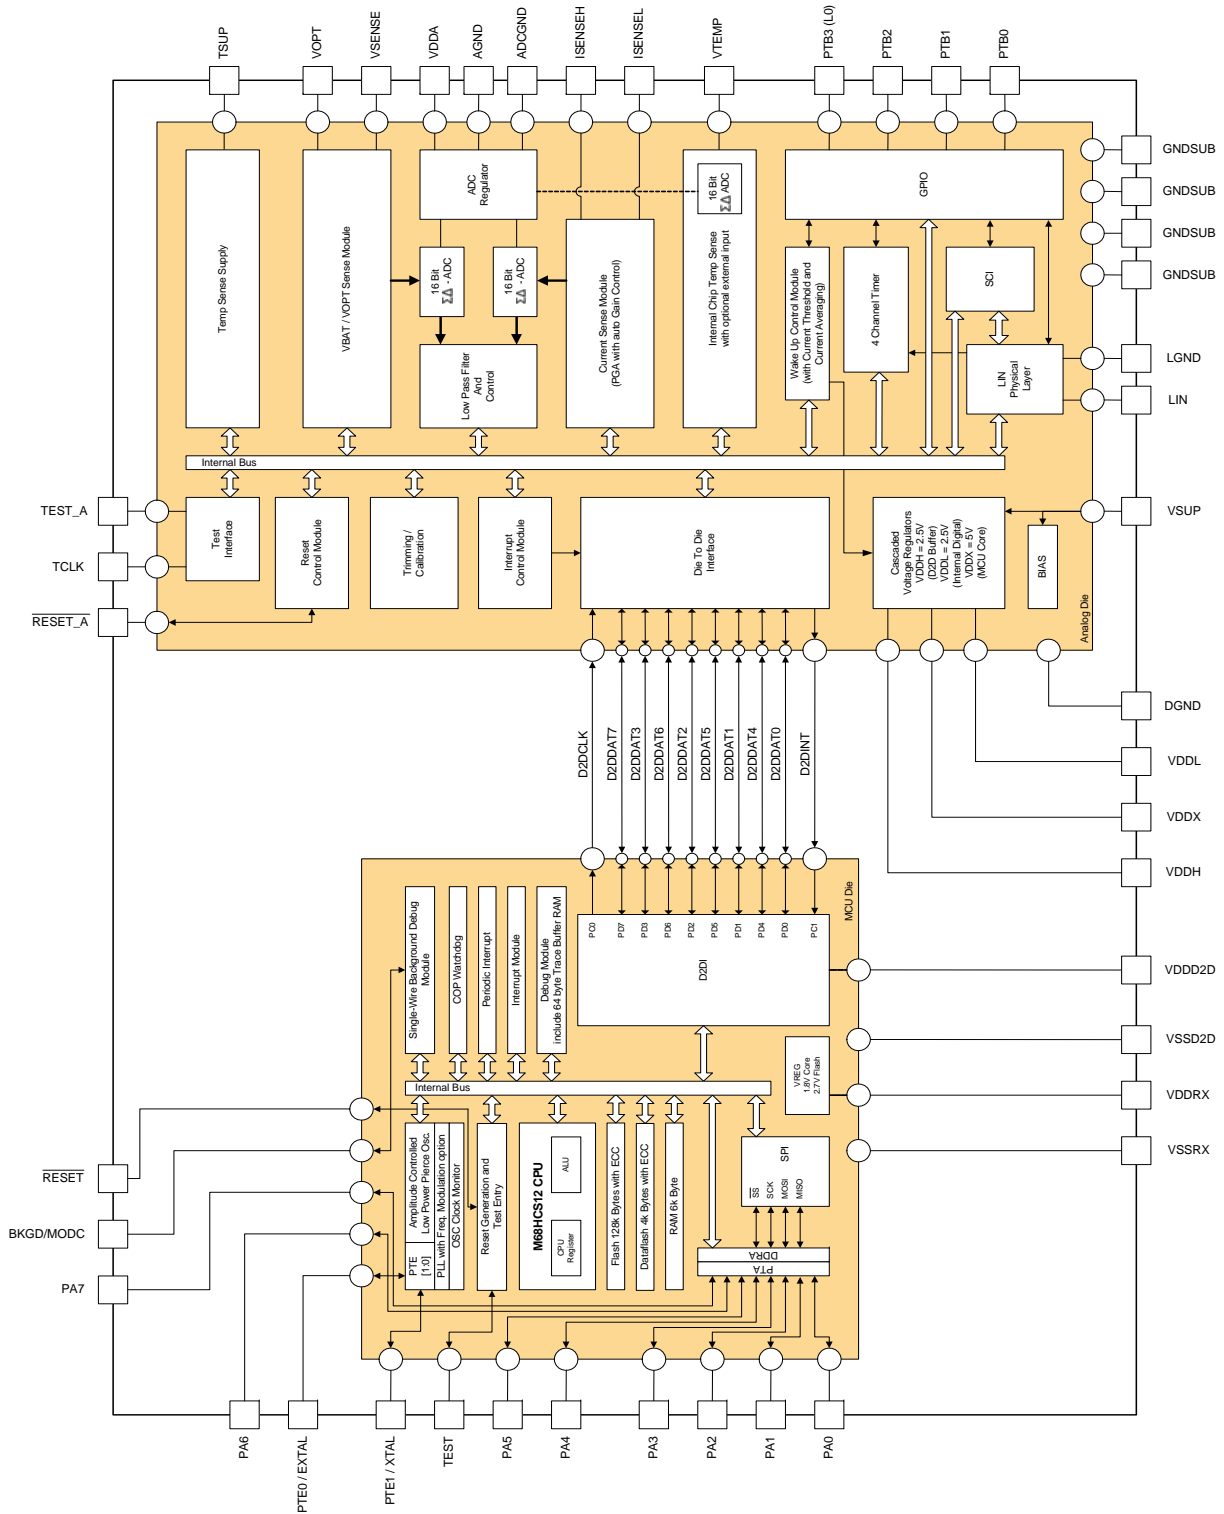 TSUP
VOPT
VSENSE
VDDA
AGND
ADCGND
ISENSEH
ISENSEL
VTEMP
PTB3 (L0)
PTB2
PTB1
PTB0
GNDSUB
GNDSUB
GNDSUB
GNDSUB
LGND
LIN
VSUP
DGND
VDDL
VDDX
VDDH
VDDD2D
VSSD2D
VDDRX
VSSRX
TEST_A
TCLK
RESET_A
RESET
BKGD/MODC
PA7
PA6
PTE0 / EXTAL
PTE1 / XTAL
TEST
PA5
PA4
PA3
PA2
PA1
PA0
Temp Sense Supply
VBAT / VOPT Sense Module
ADC
Regulator
16 Bit
ΣΔ - ADC
16 Bit
ΣΔ - ADC
Low Pass Filter
And
Control
Current Sense Module
(PGA with auto Gain Control)
16 Bit
ΣΔ ADC
Internal Chip Temp Sense
with optional external input
GPIO
Wake Up Control Module
(with Current Threshold and
Current Averaging)
4 Channel Timer
SCI
LIN
Physical
Layer
Internal Bus
Test
Interface
Reset
Control Module
Trimming /
Calibration
Interrupt
Control Module
Die To Die
Interface
Cascaded
Voltage Regulators
VDDH = 2.5V
(D2D Buffer)
VDDL = 2.5V
(Internal Digital)
VDDX = 5V
(MCU Core)
BIAS
Analog Die
D2DCLK
D2DDAT7
D2DDAT3
D2DDAT6
D2DDAT2
D2DDAT5
D2DDAT1
D2DDAT4
D2DDAT0
D2DINT
MCU Die
PC0
PD7
PD3
PD6
PD2
PD5
PD1
PD4
PD0
PC1
D2DI
Single-Wire Background Debug
Module
COP Watchdog
Periodic Interrupt
Interrupt Module
Debug Module
include 64 byte Trace Buffer RAM
Internal Bus
VREG
1.8V Core
2.7V Flash
Amplitude Controlled
Low Power Pierce Osc.
PTE
[1:0]
PLL with Freq. Modulation option
OSC Clock Monitor
Reset Generation and
Test Entry
M68HCS12 CPU
ALU
CPU
Register
Flash 128k Bytes with ECC
Dataflash 4k Bytes with ECC
RAM 6k Byte
SPI
SS
SCK
MOSI
MISO
DDRA
PTA